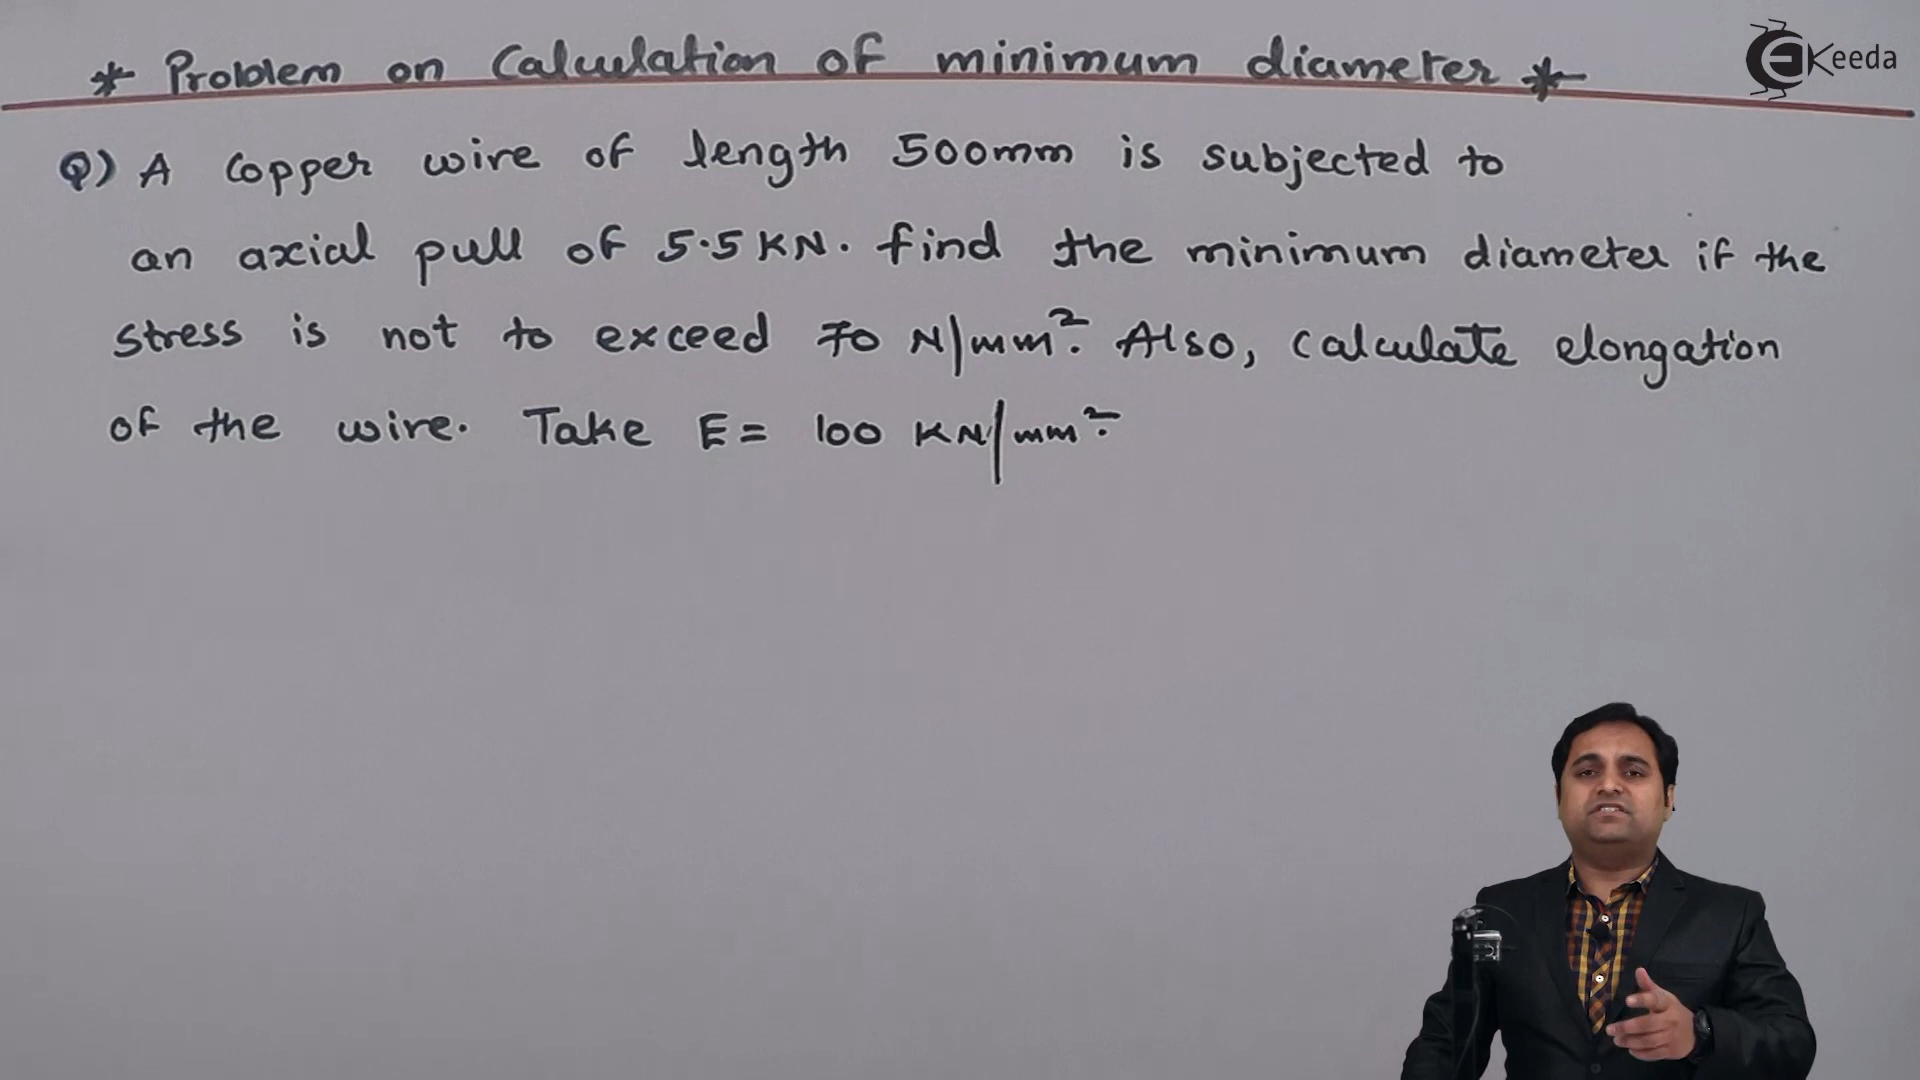 * Problem on Calculation of minimum diameter *
EKeeda
Q) A Copper wire of length 500mm is subjected to
an axial pull of 5.5 KN. find the minimum diameter if the
stress is not to exceed 70 N/mm². Also, calculate elongation
of the wire. Take E = 100 KN/mm².